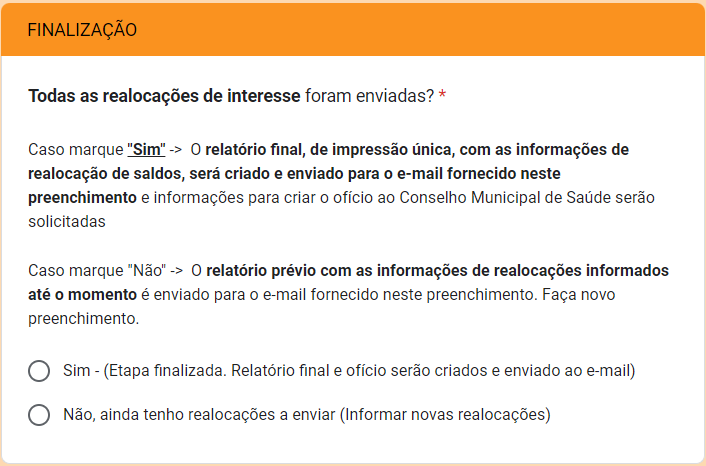 FINALIZAÇÃO
Todas as realocações de interesse foram enviadas? *
Caso marque "Sim" -> O relatório final, de impressão única, com as informações de
realocação de saldos, será criado e enviado para o e-mail fornecido neste
preenchimento e informações para criar o ofício ao Conselho Municipal de Saúde serão
solicitadas
Caso marque "Não" -> O relatório prévio com as informações de realocações informados
até o momento é enviado para o e-mail fornecido neste preenchimento. Faça novo
preenchimento.
Sim - (Etapa finalizada. Relatório final e ofício serão criados e enviado ao e-mail)
Não, ainda tenho realocações a enviar (Informar novas realocações)